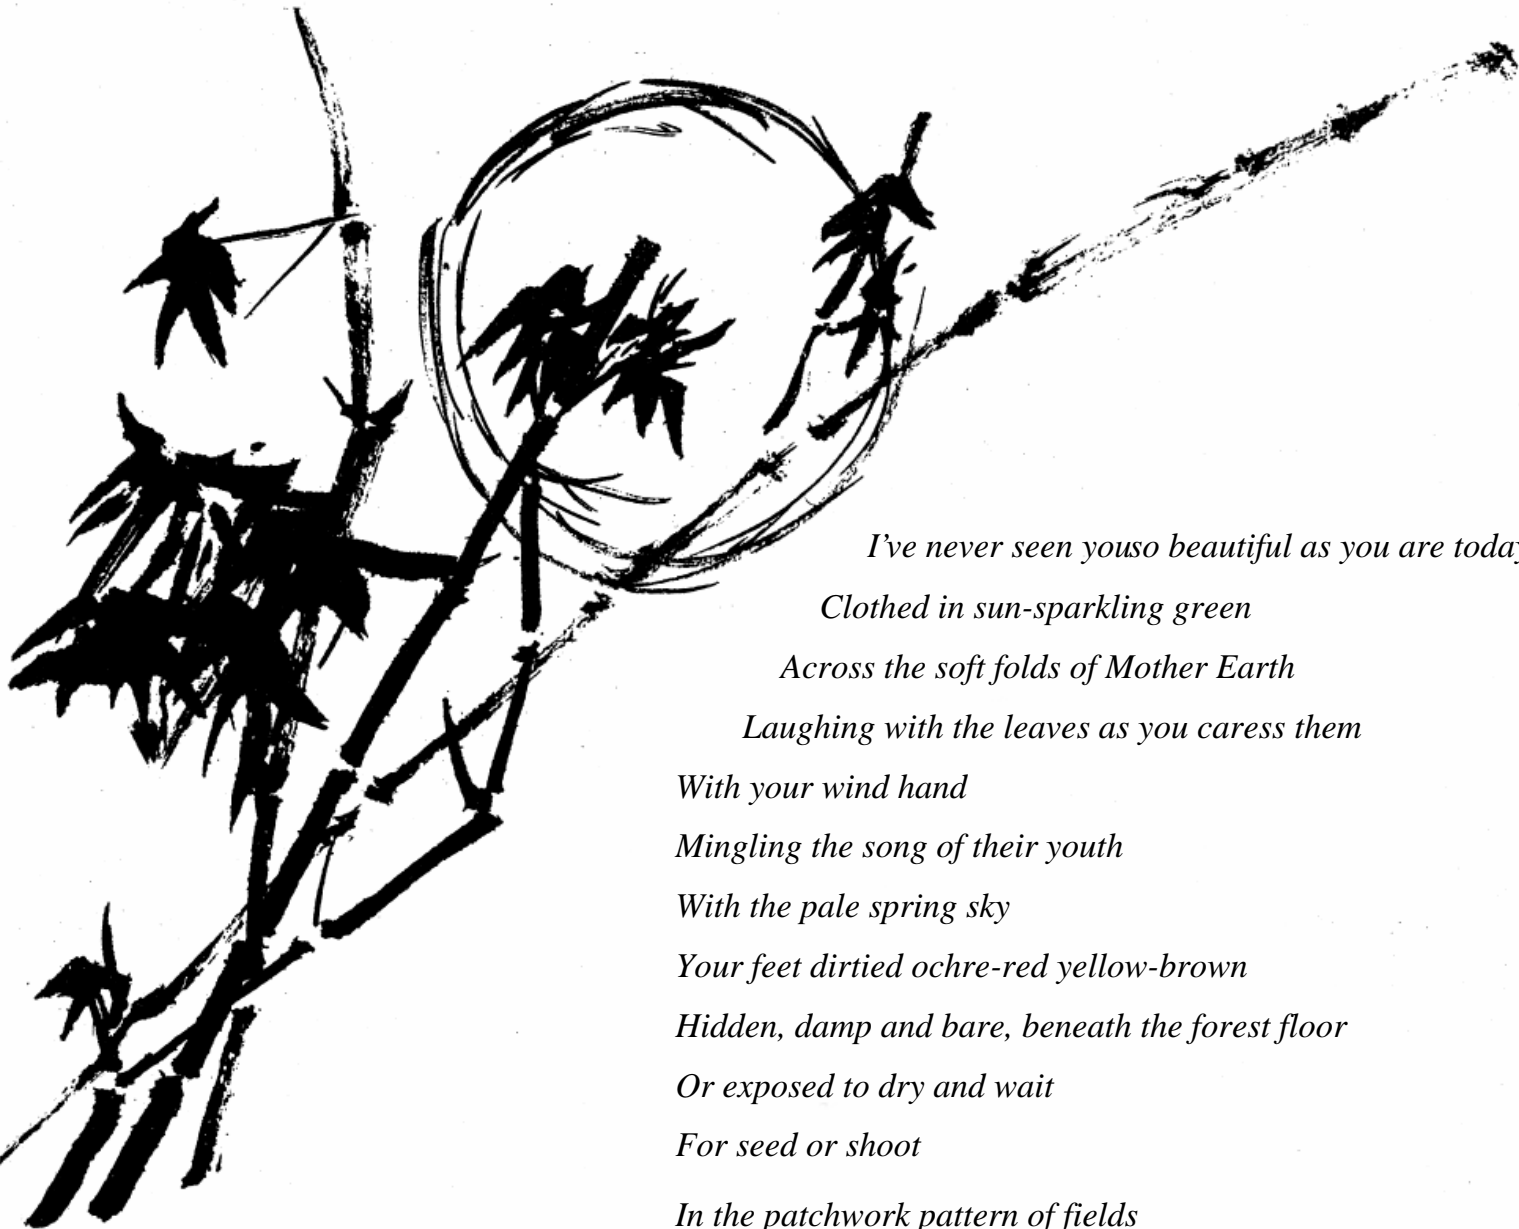 I’ve never seen youso beautiful as you are today
Clothed in sun-sparkling green
Across the soft folds of Mother Earth
Laughing with the leaves as you caress them
With your wind hand
Mingling the song of their youth
With the pale spring sky
Your feet dirtied ochre-red yellow-brown
Hidden, damp and bare, beneath the forest floor
Or exposed to dry and wait
For seed or shoot
In the patchwork pattern of fields